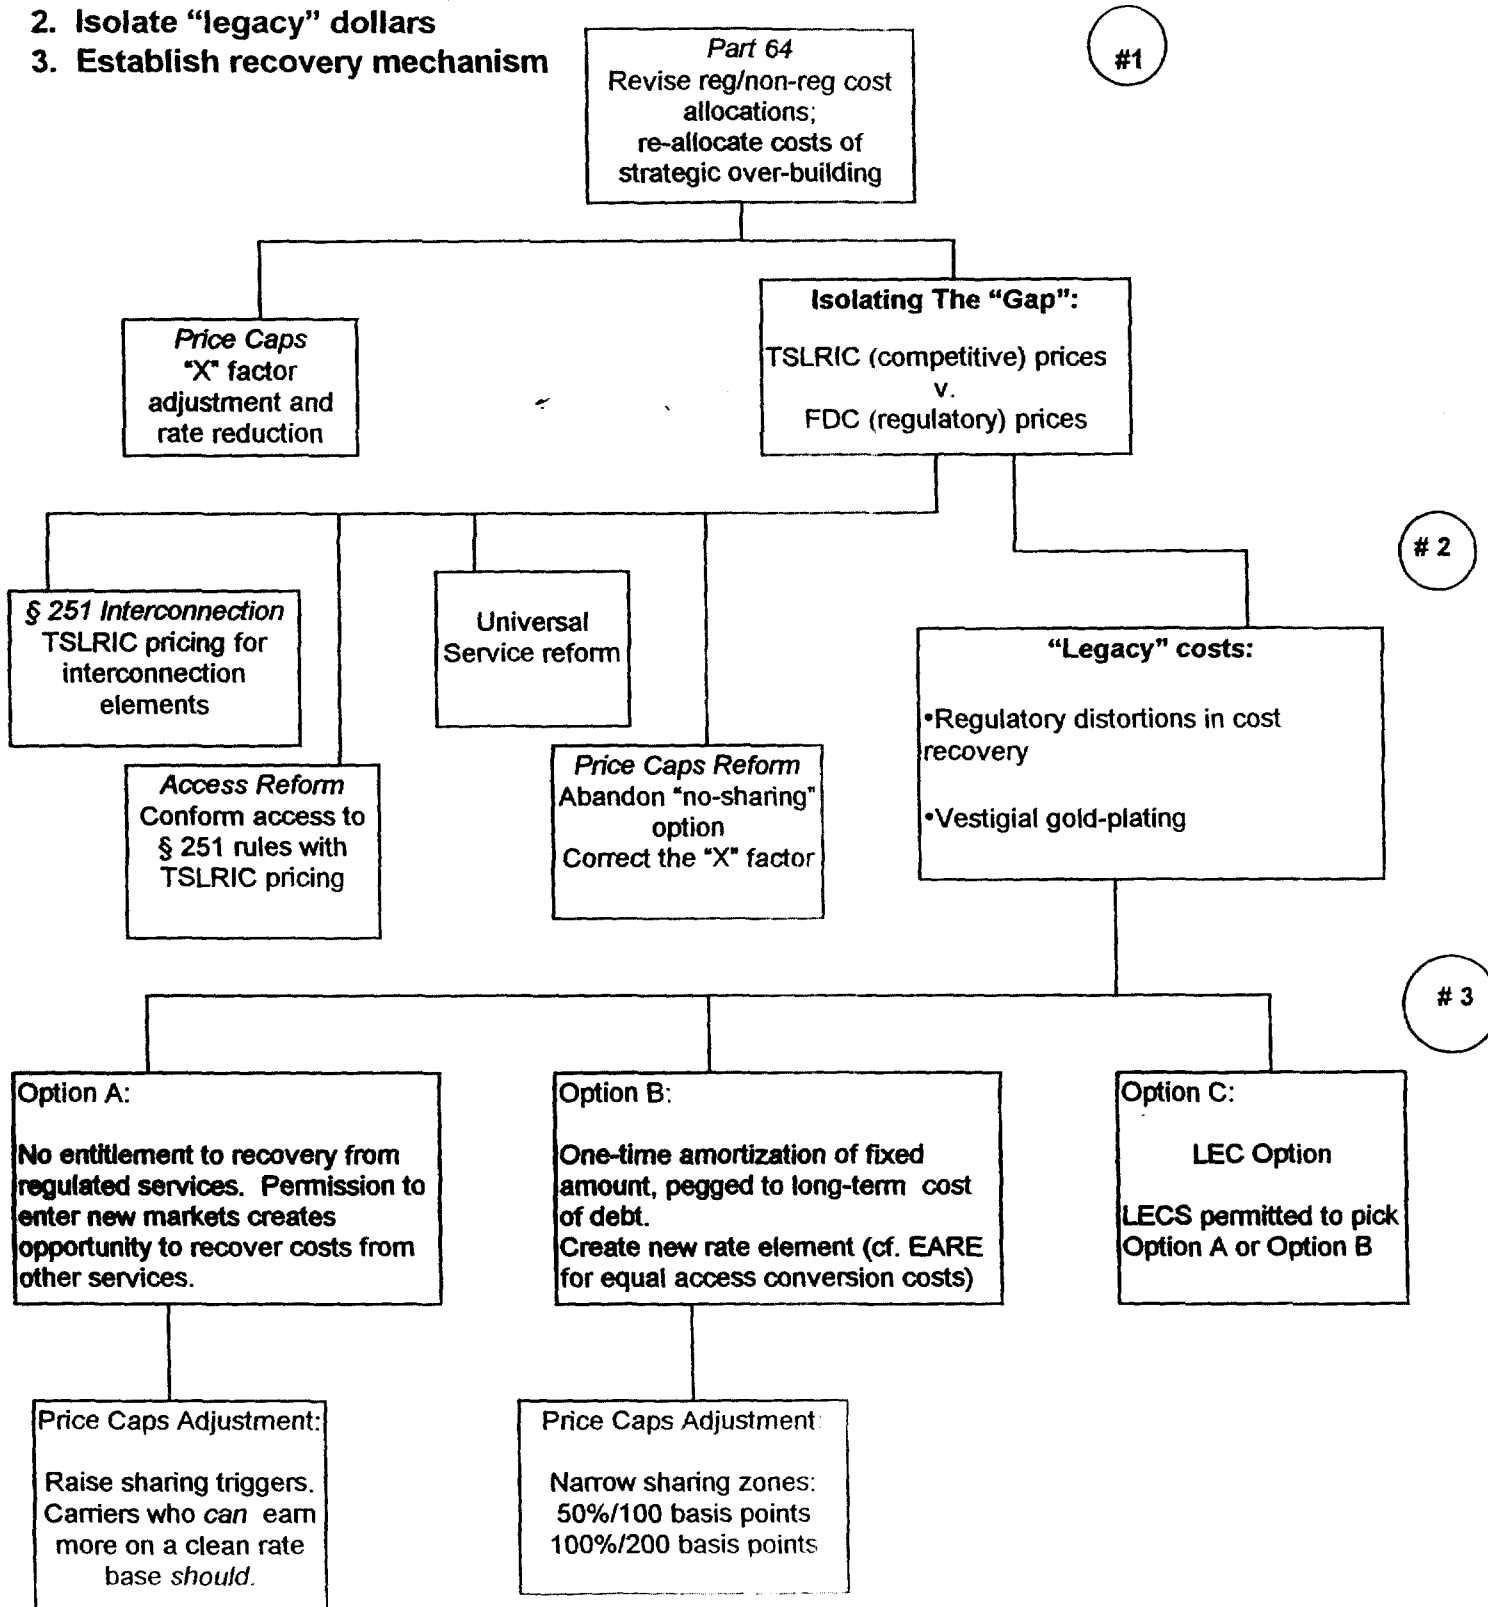 2. Isolate “legacy” dollars
3. Establish recovery mechanism
#1
Part 64
Revise reg/non-reg cost
allocations;
re-allocate costs of
strategic over-building
Price Caps
"X" factor
adjustment and
rate reduction
Isolating The “Gap”:
TSLRIC (competitive) prices
v.
FDC (regulatory) prices
# 2
§ 251 Interconnection
TSLRIC pricing for
interconnection
elements
Access Reform
Conform access to
§ 251 rules with
TSLRIC pricing
Universal
Service reform
Price Caps Reform
Abandon "no-sharing"
option
Correct the "X" factor
“Legacy” costs:
•Regulatory distortions in cost
recovery
•Vestigial gold-plating
# 3
Option A:
No entitlement to recovery from
regulated services. Permission to
enter new markets creates
opportunity to recover costs from
other services.
Option B:
One-time amortization of fixed
amount, pegged to long-term cost
of debt.
Create new rate element (cf. EARE
for equal access conversion costs)
Option C:
LEC Option
LECS permitted to pick
Option A or Option B
Price Caps Adjustment:
Raise sharing triggers.
Carriers who can earn
more on a clean rate
base should.
Price Caps Adjustment:
Narrow sharing zones:
50%/100 basis points
100%/200 basis points